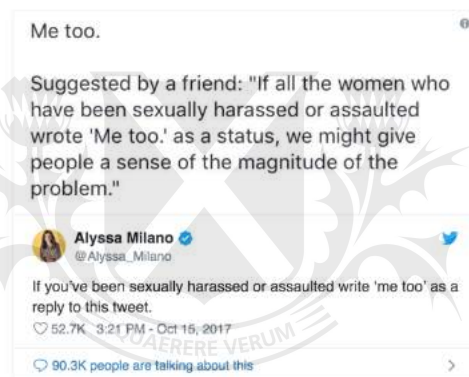 Me too.
Suggested by a friend: "If all the women who
have been sexually harassed or assaulted
wrote 'Me too.' as a status, we might give
people a sense of the magnitude of the
problem."
Alyssa Milano
@Alyssa_Milano
If you've been sexually harassed or assaulted write 'me too' as a
reply to this tweet.
52.7K 3:21 PM - Oct 15, 2017
QUAERERE VERUM
90.3K people are talking about this